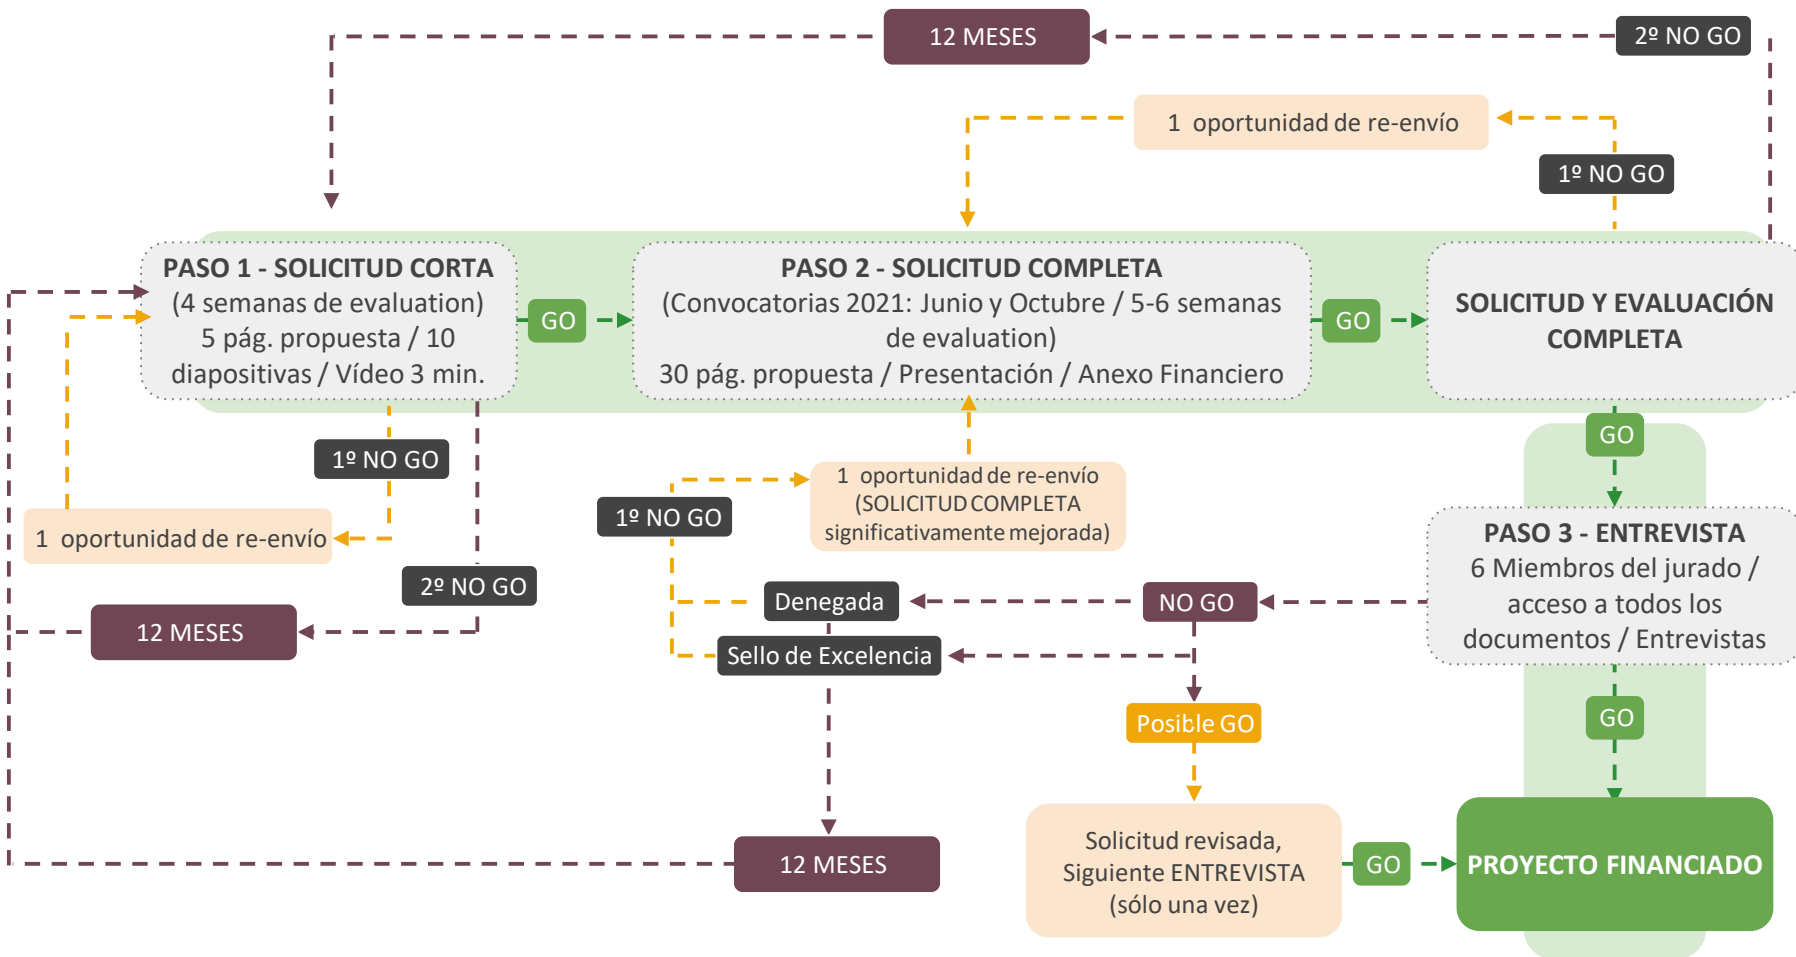 12 MESES
2º NO GO
1 oportunidad de re-envío
1º NO GO
PASO 1 - SOLICITUD CORTA
(4 semanas de evaluation)
5 pág. propuesta / 10
diapositivas / Vídeo 3 min.
GO
PASO 2 - SOLICITUD COMPLETA
(Convocatorias 2021: Junio y Octubre / 5-6 semanas
de evaluation)
30 pág. propuesta / Presentación / Anexo Financiero
GO
SOLICITUD Y EVALUACIÓN
COMPLETA
GO
1º NO GO
1 oportunidad de re-envío
2º NO GO
12 MESES
1 oportunidad de re-envío
(SOLICITUD COMPLETA
significativamente mejorada)
1º NO GO
Denegada
Sello de Excelencia
NO GO
PASO 3 - ENTREVISTA
6 Miembros del jurado /
acceso a todos los
documentos / Entrevistas
Posible GO
GO
12 MESES
Solicitud revisada,
Siguiente ENTREVISTA
(sólo una vez)
GO
PROYECTO FINANCIADO